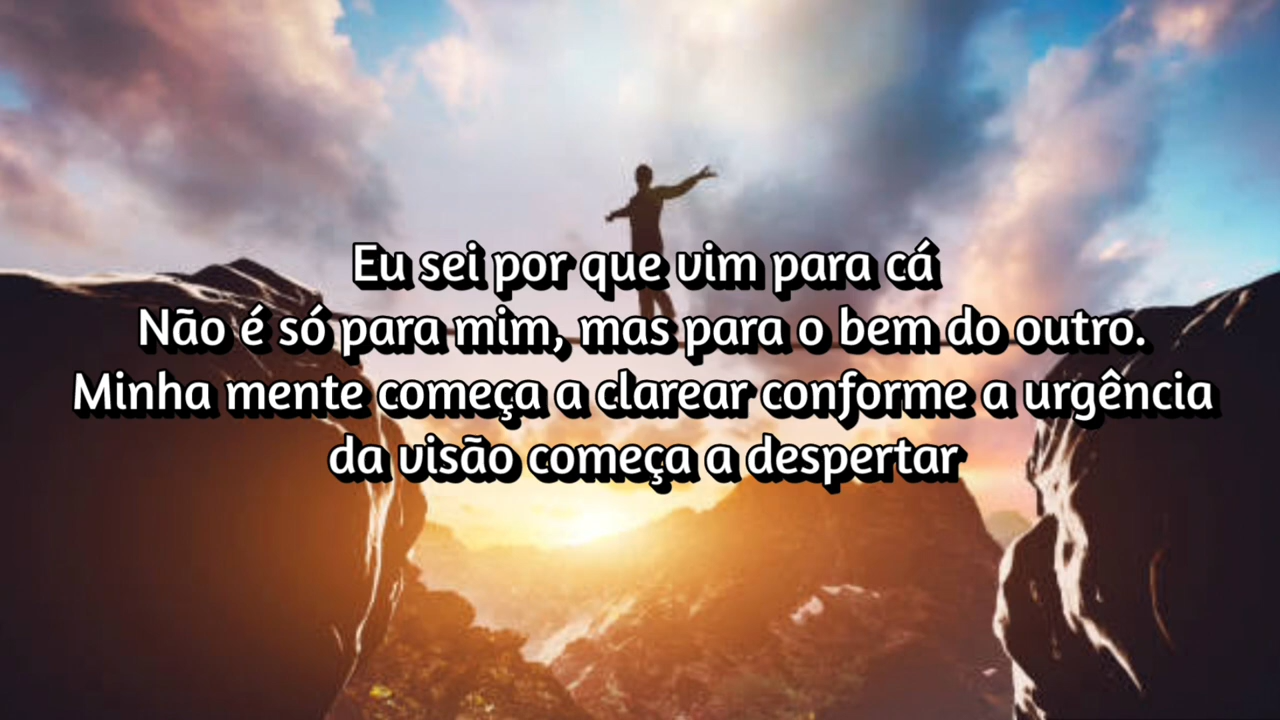 Eu sei por que vim para cá
Não é só para mim, mas para o bem do outro.
Minha mente começa a clarear conforme a urgência
da visão começa a despertar